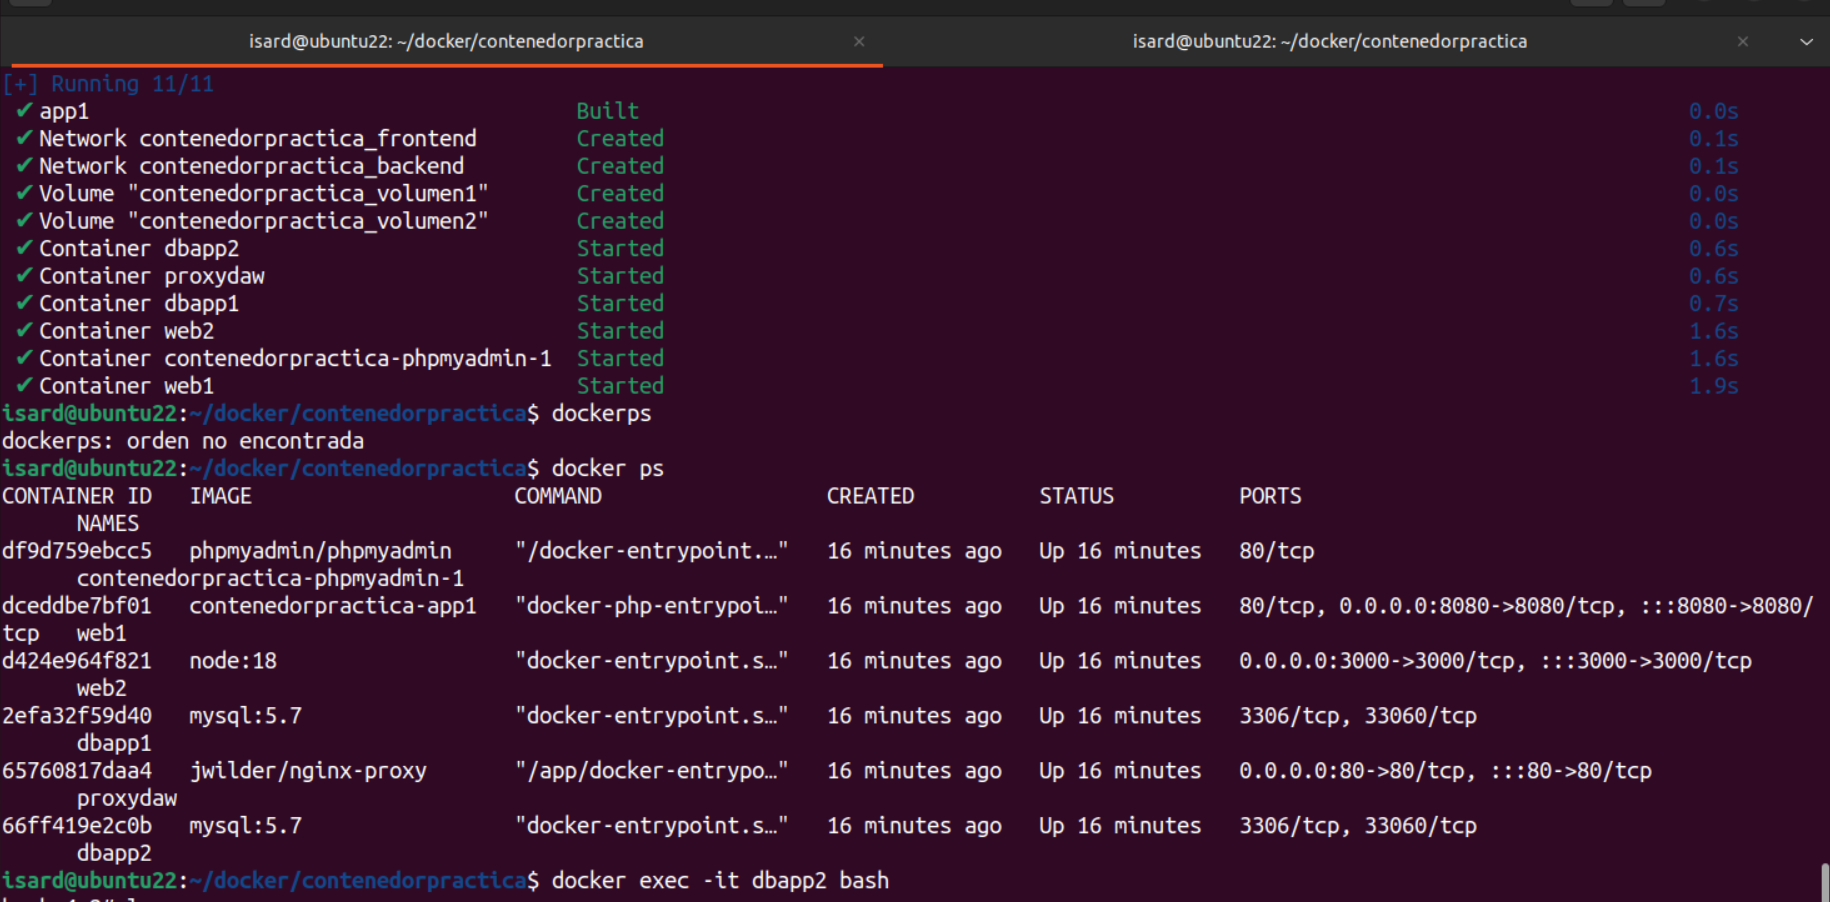 isard@ubuntu22: ~/docker/contenedorpractica × isard@ubuntu22: ~/docker/contenedorpractica ×
[+] Running 11/11
✔ app1 Built 0.0s
✔ Network contenedorpractica_frontend Created 0.1s
✔ Network contenedorpractica_backend Created 0.1s
✔ Volume "contenedorpractica_volumen1" Created 0.0s
✔ Volume "contenedorpractica_volumen2" Created 0.0s
✔ Container dbapp2 Started 0.6s
✔ Container proxydaw Started 0.6s
✔ Container dbapp1 Started 0.7s
✔ Container web2 Started 1.6s
✔ Container contenedorpractica-phpmyadmin-1 Started 1.6s
✔ Container web1 Started 1.9s
isard@ubuntu22:~/docker/contenedorpractica$ dockerps
dockerps: orden no encontrada
isard@ubuntu22:~/docker/contenedorpractica$ docker ps
CONTAINER ID IMAGE COMMAND CREATED STATUS PORTS
NAMES
df9d759ebcc5 phpmyadmin/phpmyadmin "/docker-entrypoint.…" 16 minutes ago Up 16 minutes 80/tcp
contenedorpractica-phpmyadmin-1
dceddbe7bf01 contenedorpractica-app1 "docker-php-entrypoi…" 16 minutes ago Up 16 minutes 80/tcp, 0.0.0.0:8080->8080/tcp, :::8080->8080/
tcp web1
d424e964f821 node:18 "docker-entrypoint.s…" 16 minutes ago Up 16 minutes 0.0.0.0:3000->3000/tcp, :::3000->3000/tcp
web2
2efa32f59d40 mysql:5.7 "docker-entrypoint.s…" 16 minutes ago Up 16 minutes 3306/tcp, 33060/tcp
dbapp1
65760817daa4 jwilder/nginx-proxy "/app/docker-entrypo…" 16 minutes ago Up 16 minutes 0.0.0.0:80->80/tcp, :::80->80/tcp
proxydaw
66ff419e2c0b mysql:5.7 "docker-entrypoint.s…" 16 minutes ago Up 16 minutes 3306/tcp, 33060/tcp
dbapp2
isard@ubuntu22:~/docker/contenedorpractica$ docker exec -it dbapp2 bash